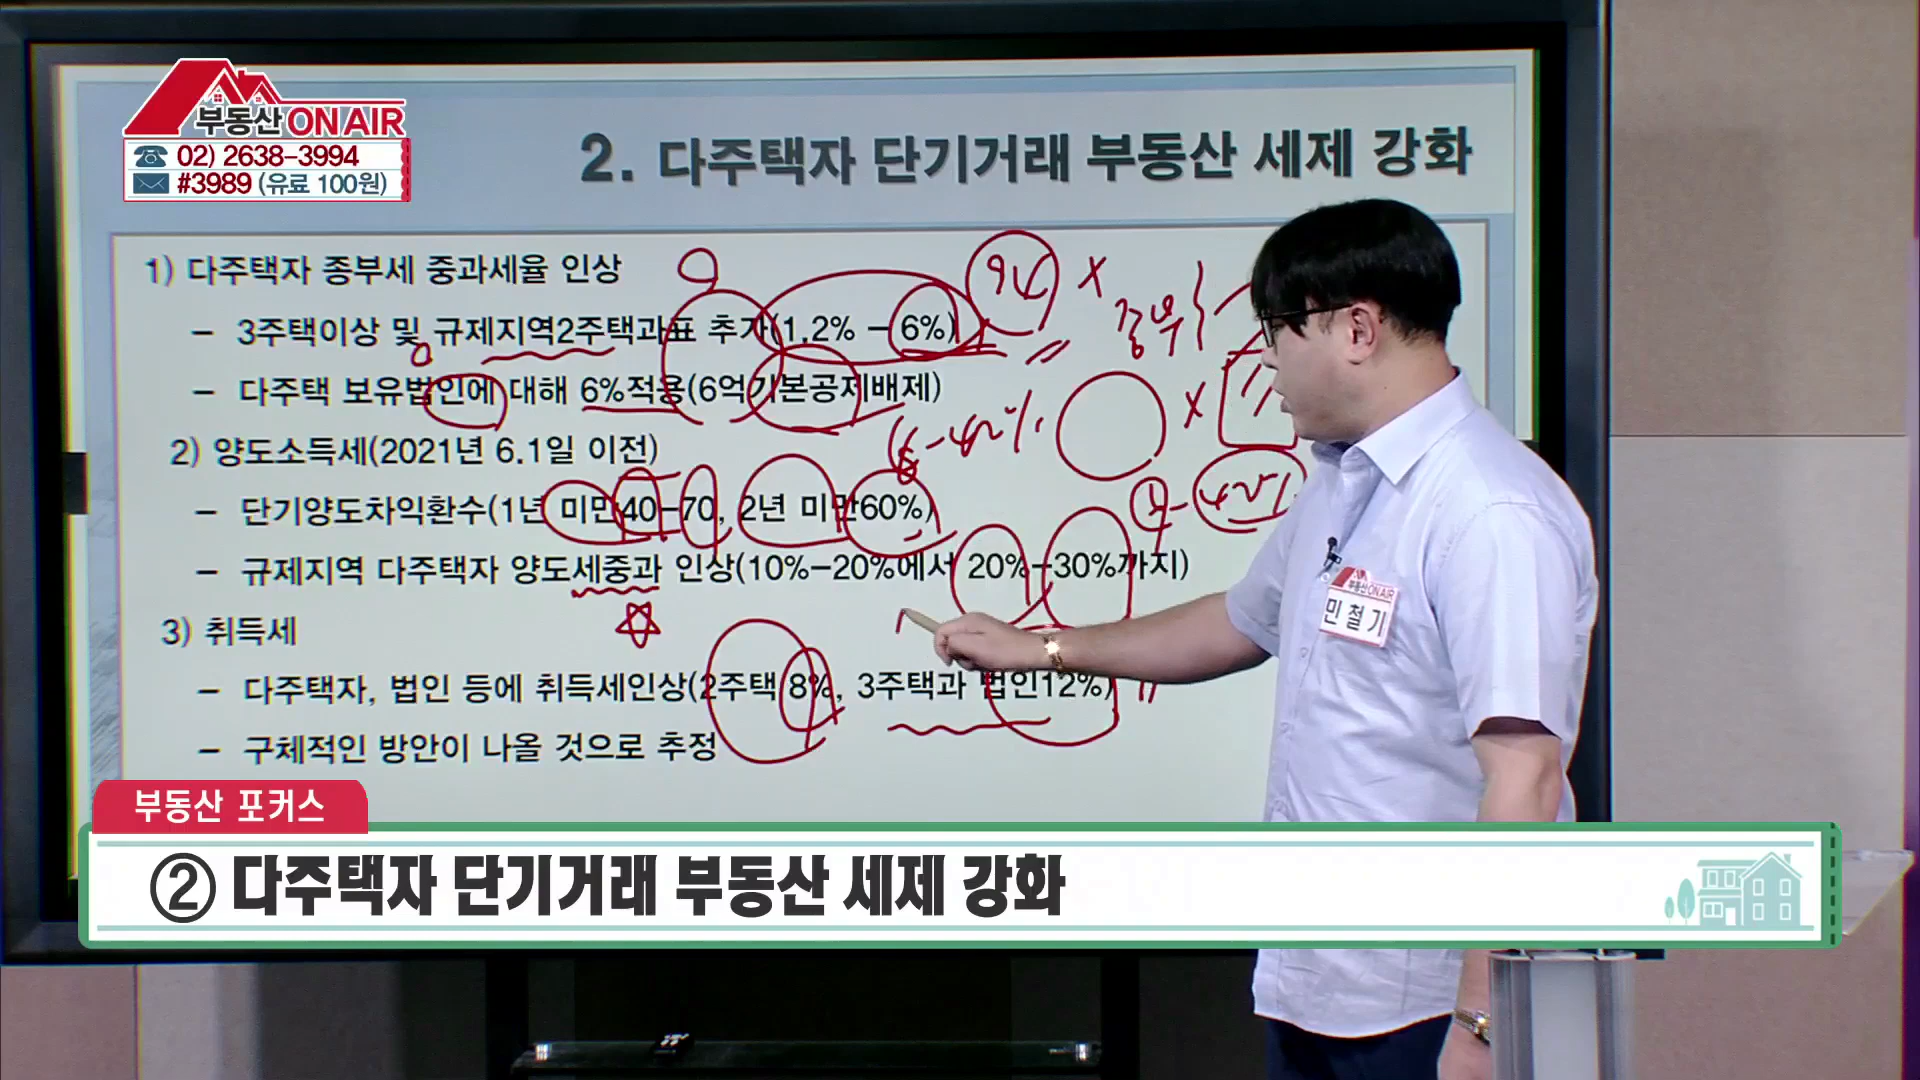 부동산 ON AIR
02) 2638-3994
#3989 (유료 100원)
2. 다주택자 단기거래 부동산 세제 강화
1) 다주택자 종부세 중과세율 인상
- 3주택이상 및 규제지역2주택과표 추가(1,2% - 6%)
- 다주택 보유법인에 대해 6%적용(6억기본공제배제)
2) 양도소득세(2021년 6.1일 이전)
- 단기양도차익환수(1년 미만40-70, 2년 미만60%)
- 규제지역 다주택자 양도세중과 인상(10%-20%에서 20%-30%까지)
3) 취득세
- 다주택자, 법인 등에 취득세인상(2주택 8%, 3주택과 법인12%)
- 구체적인 방안이 나올 것으로 추정
6-42%
부동산 ON AIR
민철기
부동산 포커스
② 다주택자 단기거래 부동산 세제 강화